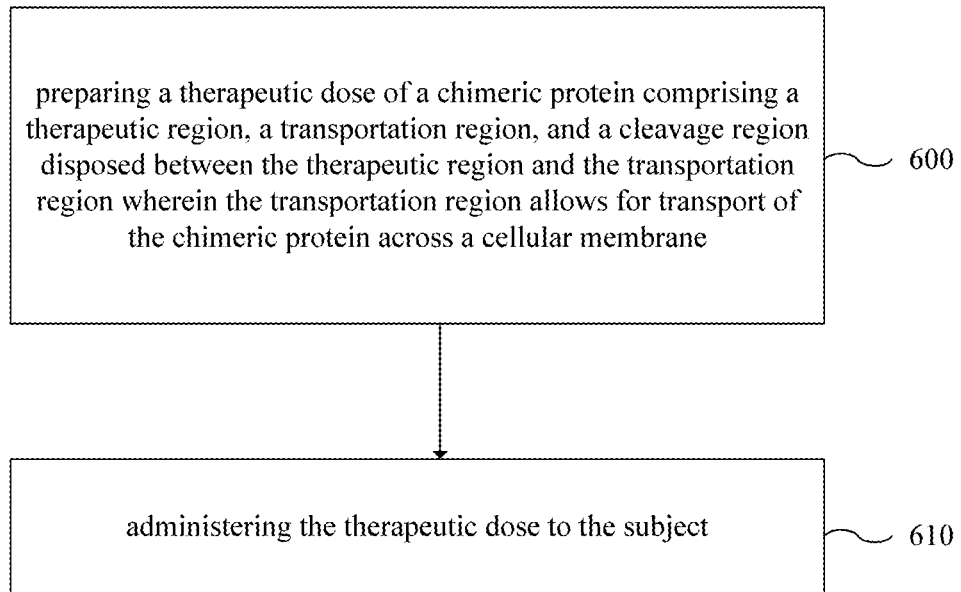 preparing a therapeutic dose of a chimeric protein comprising a
therapeutic region, a transportation region, and a cleavage region
disposed between the therapeutic region and the transportation
region wherein the transportation region allows for transport of
the chimeric protein across a cellular membrane
600
administering the therapeutic dose to the subject
610